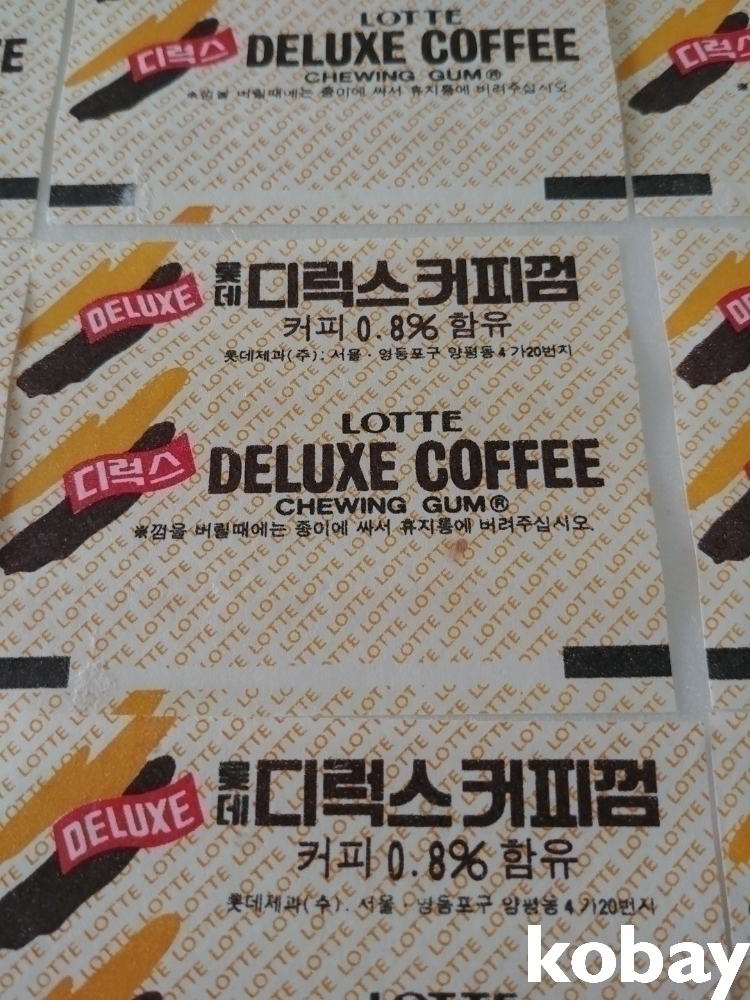 LOTTE
디럭스 DELUXE COFFEE
디럭스
CHEWING GUM®
※껌을 버릴때에는 종이에 싸서 휴지통에 버려주십시오
DELUXE
롯데 디럭스 커피껌
커피 0.8% 함유
롯데제과(주): 서울·영등포구 양평동 4가20번지
LOTTE
디럭스 DELUXE COFFEE
CHEWING GUM®
※껌을 버릴때에는 종이에 싸서 휴지통에 버려주십시오.
DELUXE
롯데 디럭스 커피껌
커피 0.8% 함유
롯데제과(주). 서울·영등포구 양평동 4가20번지
LOTTE
kobay